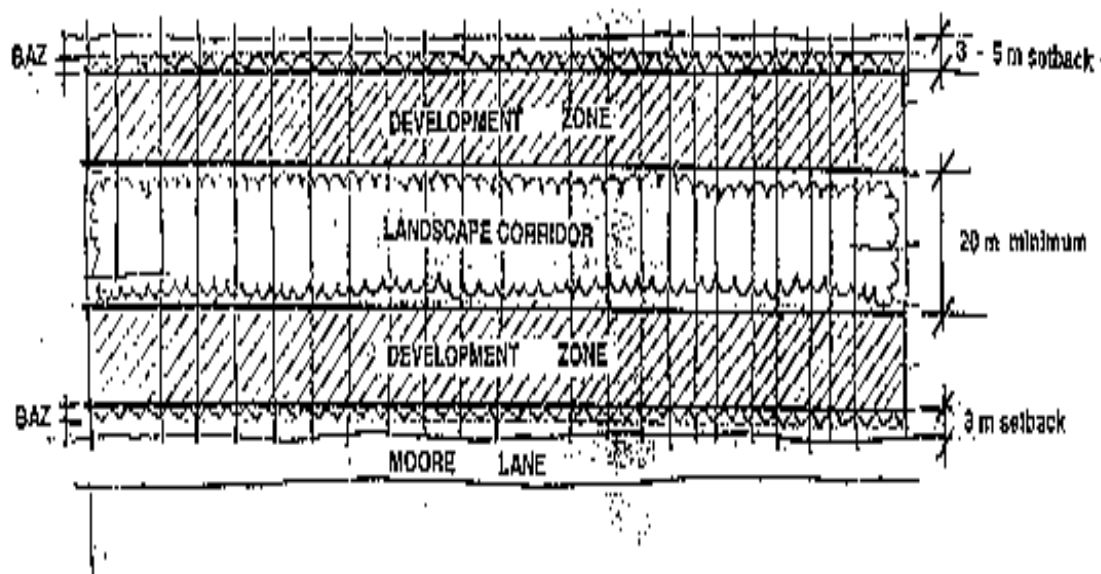 BAZ
3 - 5 m setback
DEVELOPMENT ZONE
LANDSCAPE CORRIDOR
20 m minimum
DEVELOPMENT ZONE
BAZ
3 m setback
MOORE LANE